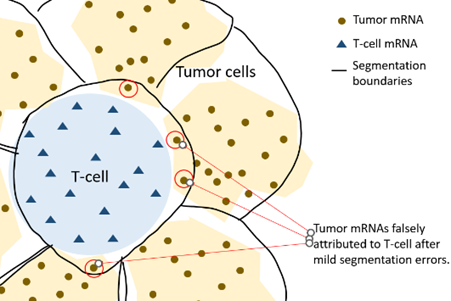 Tumor mRNA
T-cell mRNA
Segmentation
boundaries
Tumor cells
T-cell
Tumor mRNAs falsely
attributed to T-cell after
mild segmentation errors.